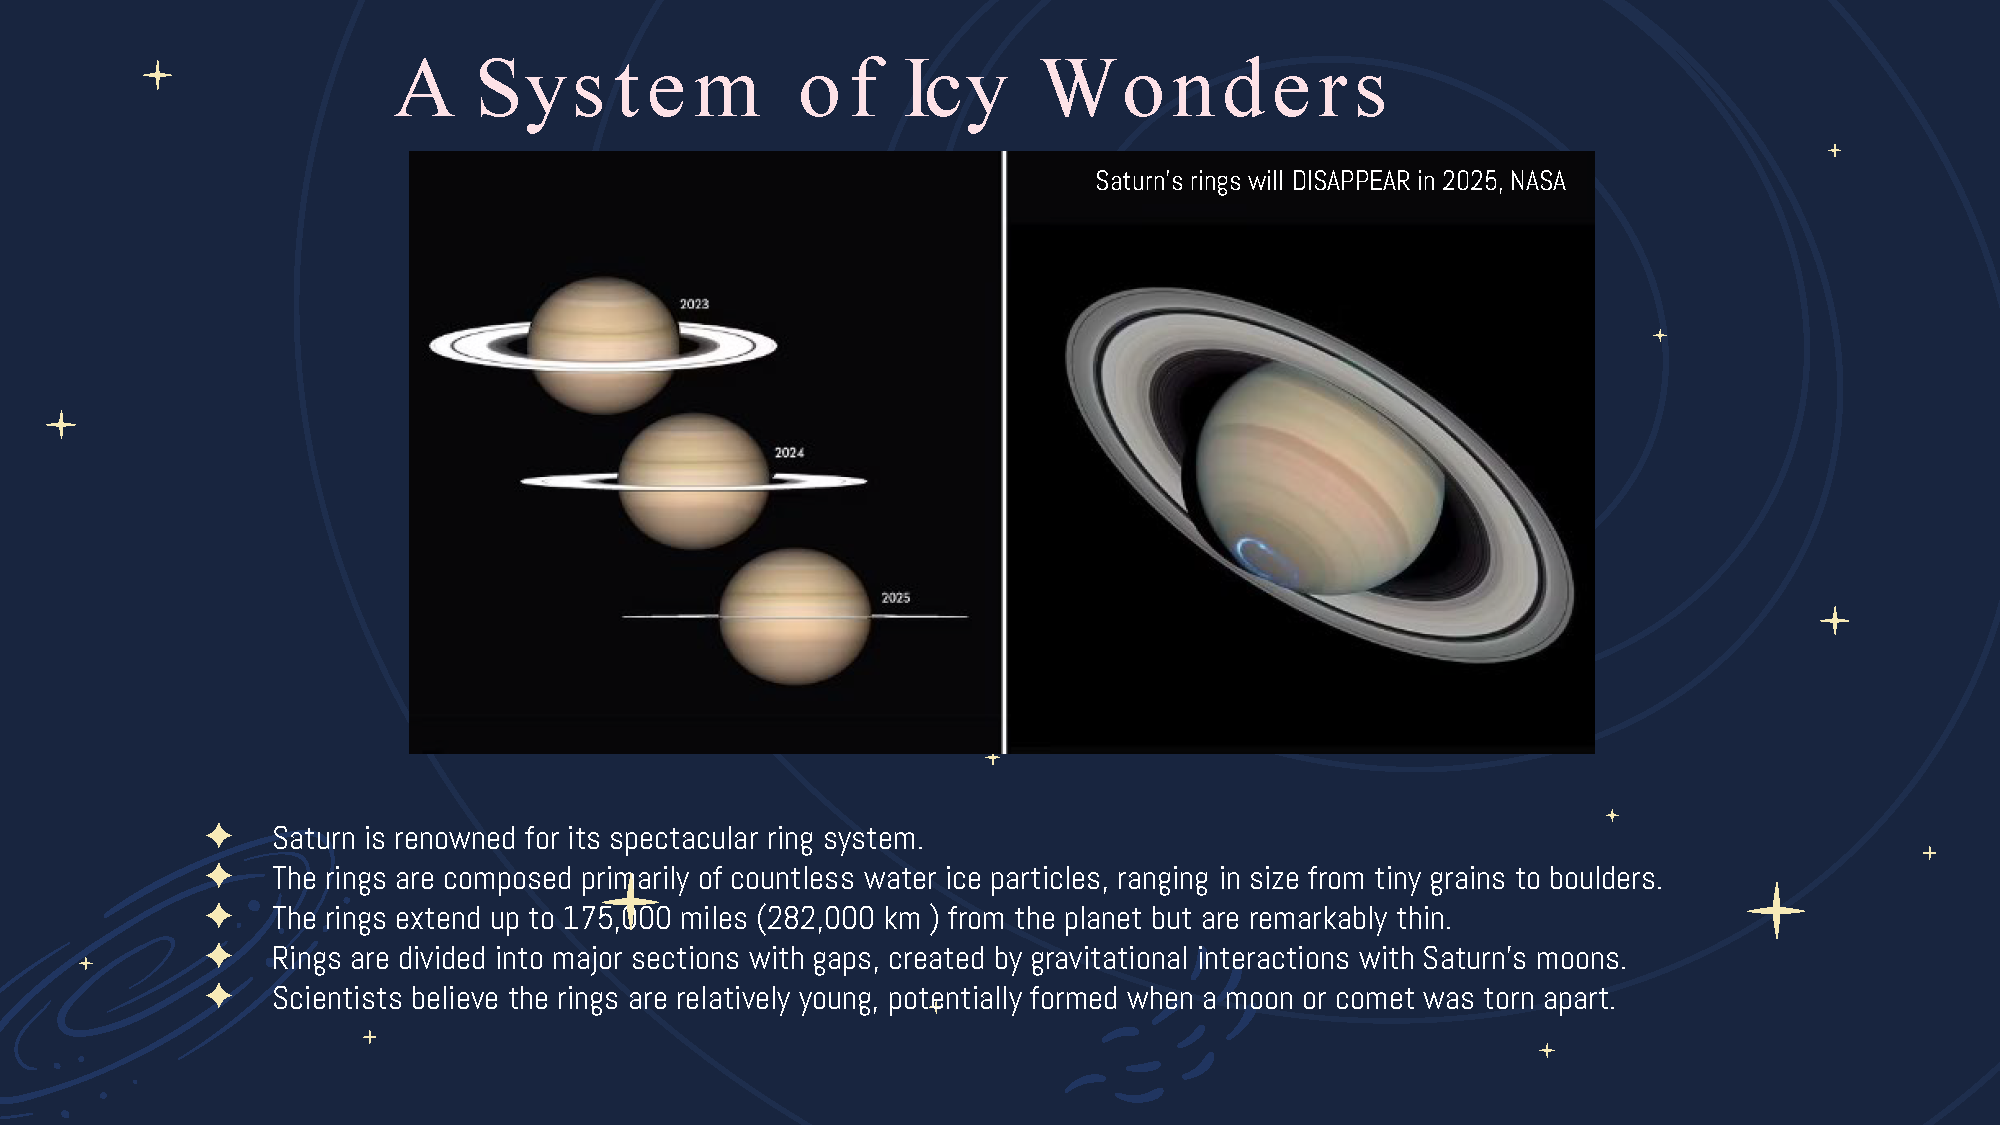 A System of Icy Wonders
Saturn's rings will DISAPPEAR in 2025, NASA
2023
2024
2025
✦ Saturn is renowned for its spectacular ring system.
✦ The rings are composed primarily of countless water ice particles, ranging in size from tiny grains to boulders.
✦ The rings extend up to 175,000 miles (282,000 km ) from the planet but are remarkably thin.
✦ Rings are divided into major sections with gaps, created by gravitational interactions with Saturn's moons.
✦ Scientists believe the rings are relatively young, potentially formed when a moon or comet was torn apart.